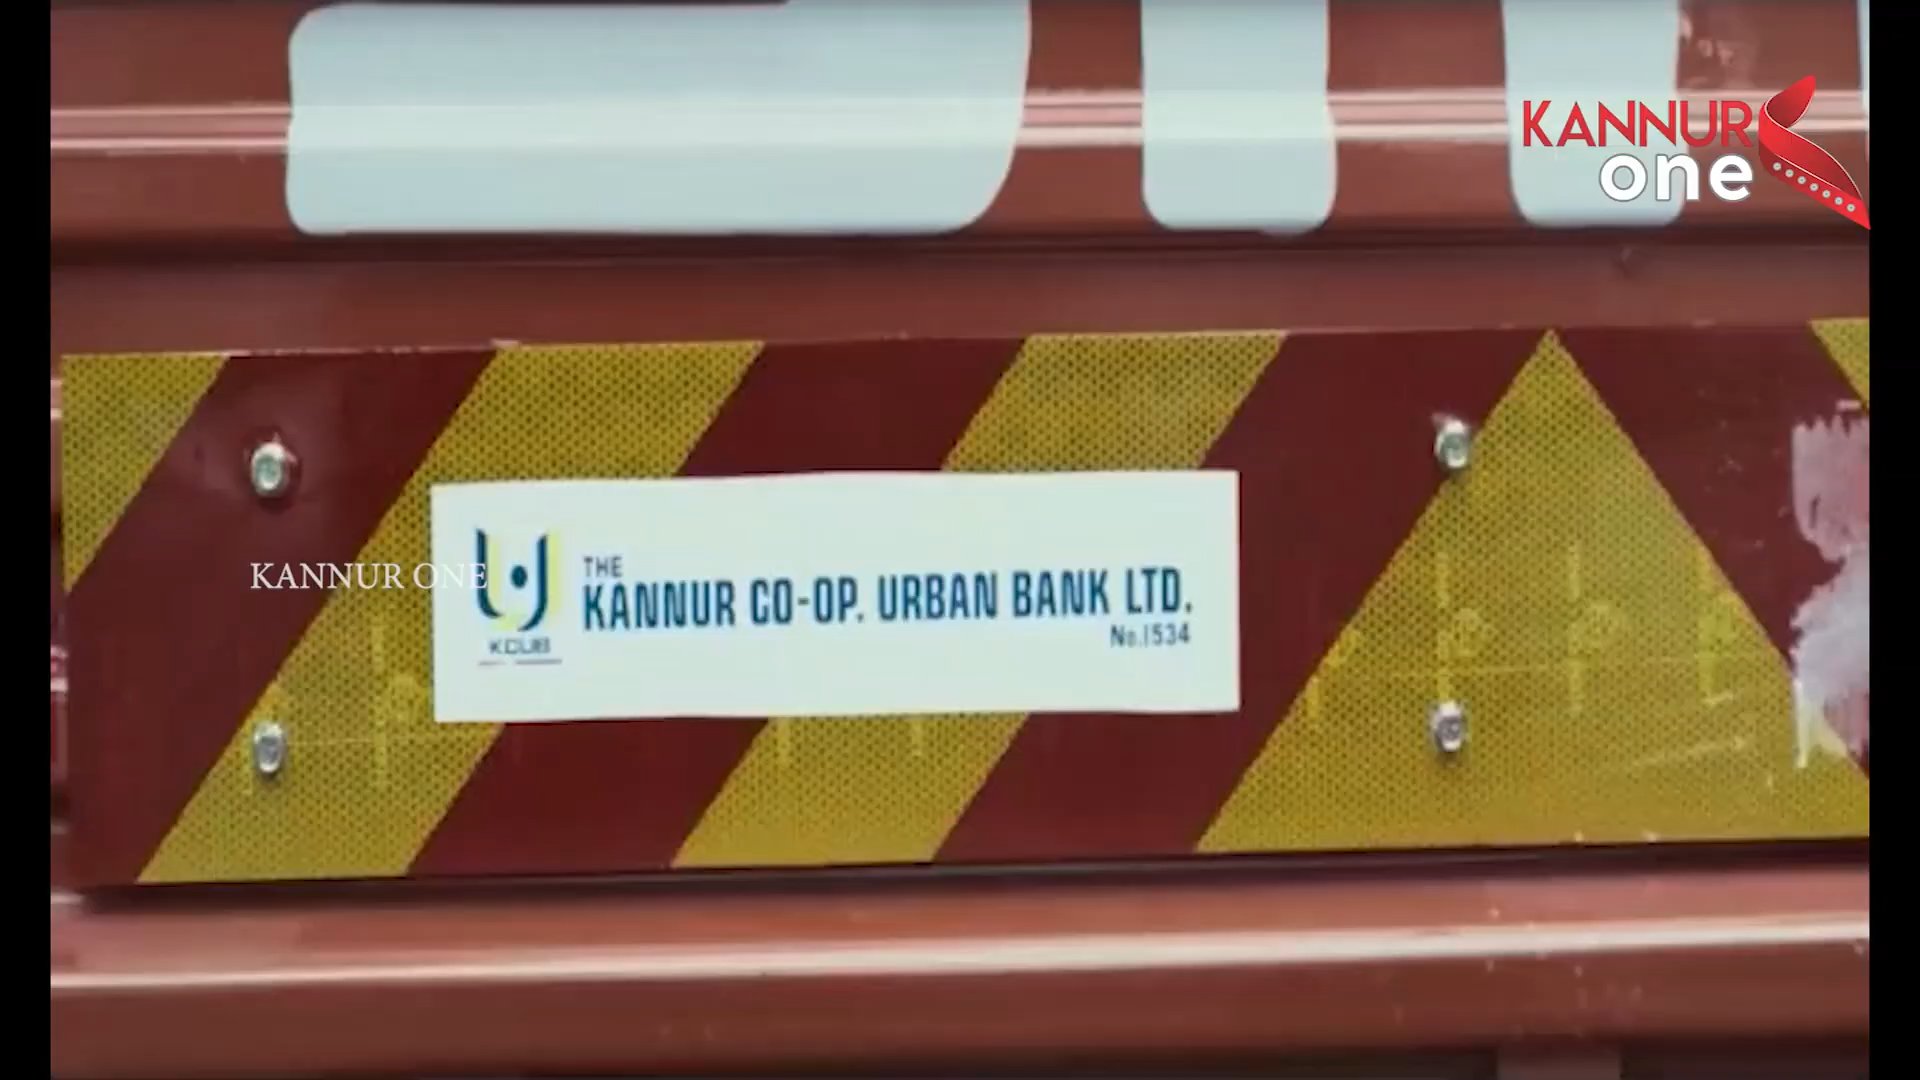 KANNUR
one
KANNUR ONE
THE
KANNUR CO-OP. URBAN BANK LTD.
No.1534
KCUB